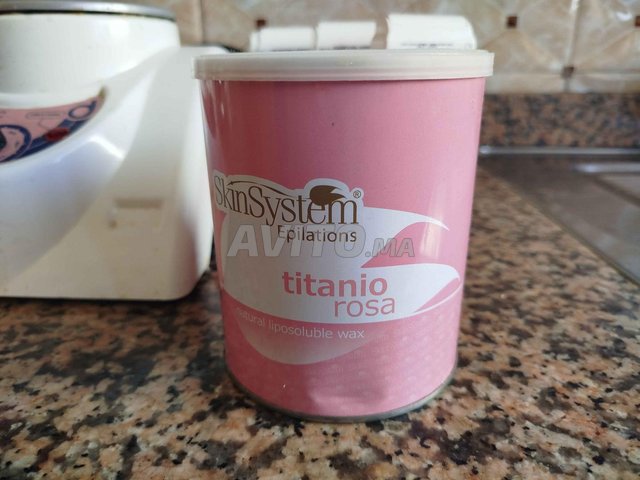 SkinSystem®
Epilations
AVITO.MA
titanio
rosa
natural liposoluble wax